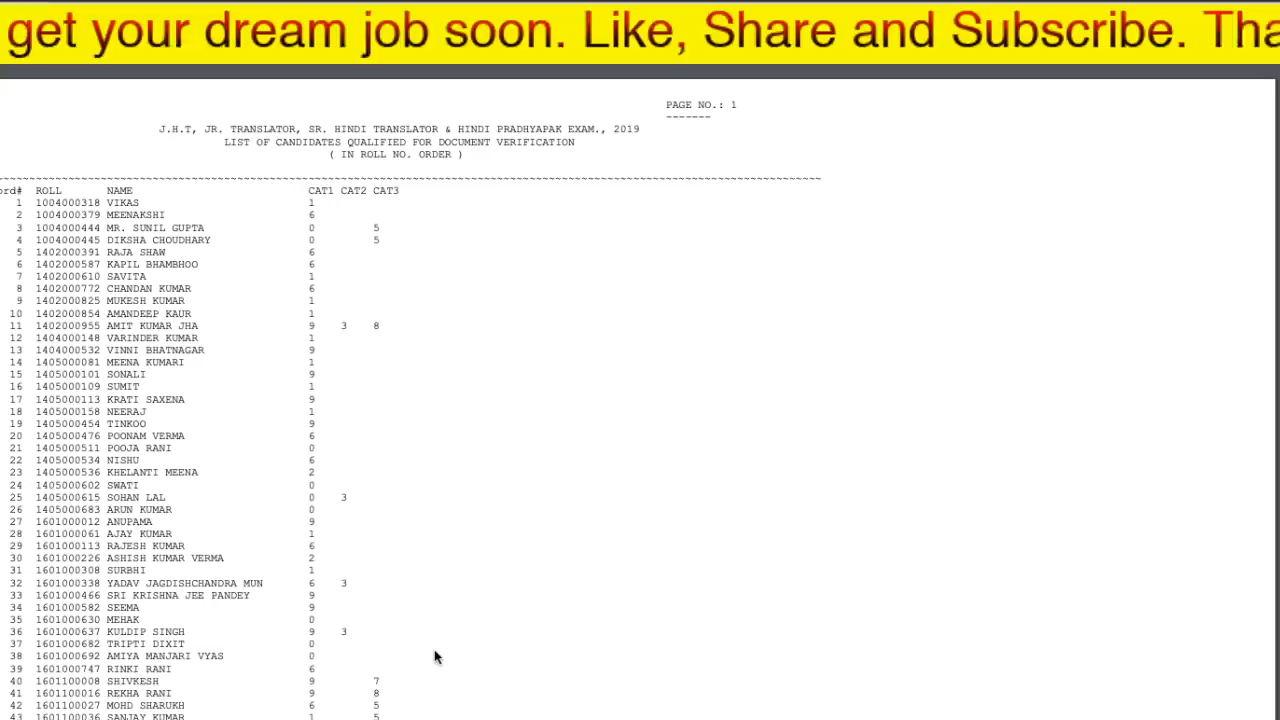 get your dream job soon. Like, Share and Subscribe. Tha
PAGE NO.: 1
-------
J.H.T, JR. TRANSLATOR, SR. HINDI TRANSLATOR & HINDI PRADHYAPAK EXAM., 2019
LIST OF CANDIDATES QUALIFIED FOR DOCUMENT VERIFICATION
( IN ROLL NO. ORDER )
ord# ROLL NAME CAT1 CAT2 CAT3
1 1004000318 VIKAS 1
2 1004000379 MEENAKSHI 6
3 1004000444 MR. SUNIL GUPTA 0 5
4 1004000445 DIKSHA CHOUDHARY 0 5
5 1402000391 RAJA SHAW 6
6 1402000587 KAPIL BHAMBHOO 6
7 1402000610 SAVITA 1
8 1402000772 CHANDAN KUMAR 6
9 1402000825 MUKESH KUMAR 1
10 1402000854 AMANDEEP KAUR 1
11 1402000955 AMIT KUMAR JHA 9 3 8
12 1404000148 VARINDER KUMAR 1
13 1404000532 VINNI BHATNAGAR 9
14 1405000081 MEENA KUMARI 1
15 1405000101 SONALI 9
16 1405000109 SUMIT 1
17 1405000113 KRATI SAXENA 9
18 1405000158 NEERAJ 1
19 1405000454 TINKOO 9
20 1405000476 POONAM VERMA 6
21 1405000511 POOJA RANI 0
22 1405000534 NISHU 6
23 1405000536 KHELANTI MEENA 2
24 1405000602 SWATI 0
25 1405000615 SOHAN LAL 0 3
26 1405000683 ARUN KUMAR 0
27 1601000012 ANUPAMA 9
28 1601000061 AJAY KUMAR 1
29 1601000113 RAJESH KUMAR 6
30 1601000226 ASHISH KUMAR VERMA 2
31 1601000308 SURBHI 1
32 1601000338 YADAV JAGDISHCHANDRA MUN 6 3
33 1601000466 SRI KRISHNA JEE PANDEY 9
34 1601000582 SEEMA 9
35 1601000630 MEHAK 0
36 1601000637 KULDIP SINGH 9 3
37 1601000682 TRIPTI DIXIT 0
38 1601000692 AMIYA MANJARI VYAS 0
39 1601000747 RINKI RANI 6
40 1601100008 SHIVKESH 9 7
41 1601100016 REKHA RANI 9 8
42 1601100027 MOHD SHARUKH 6 5
43 1601100036 SANJAY KUMAR 1 5